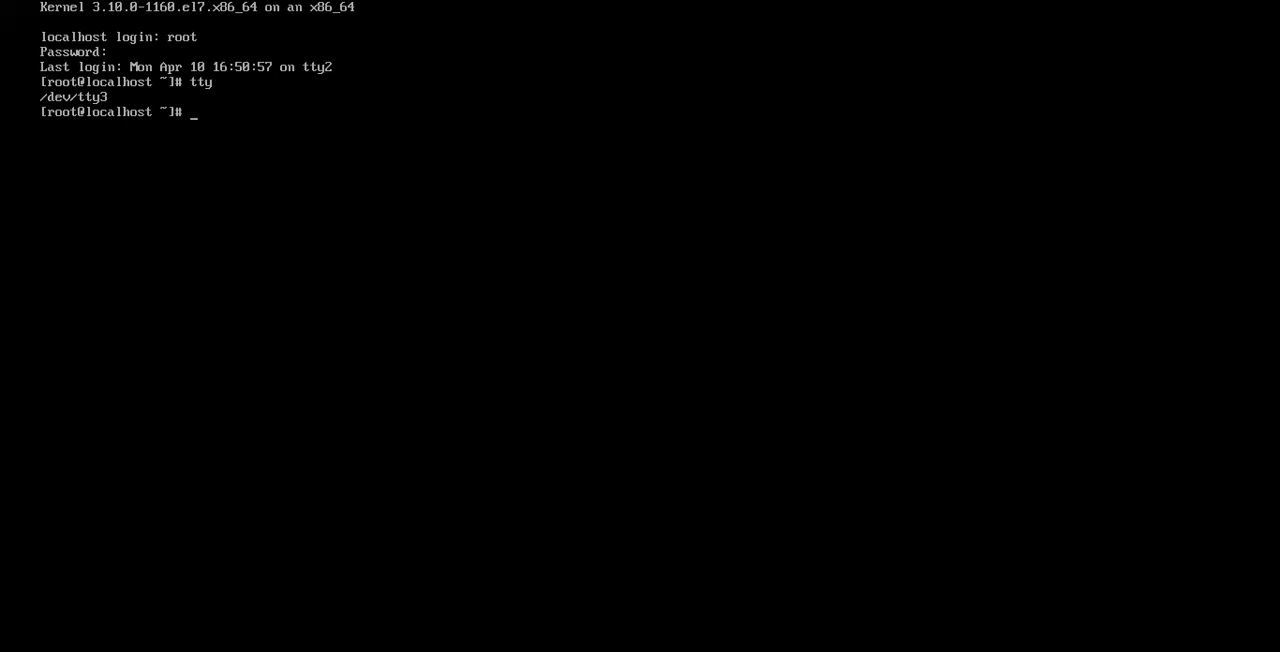 Kernel 3.10.0-1160.el7.x86_64 on an x86_64
localhost login: root
Password:
Last login: Mon Apr 10 16:50:57 on tty2
[root@localhost ~]# tty
/dev/tty3
[root@localhost ~]# _